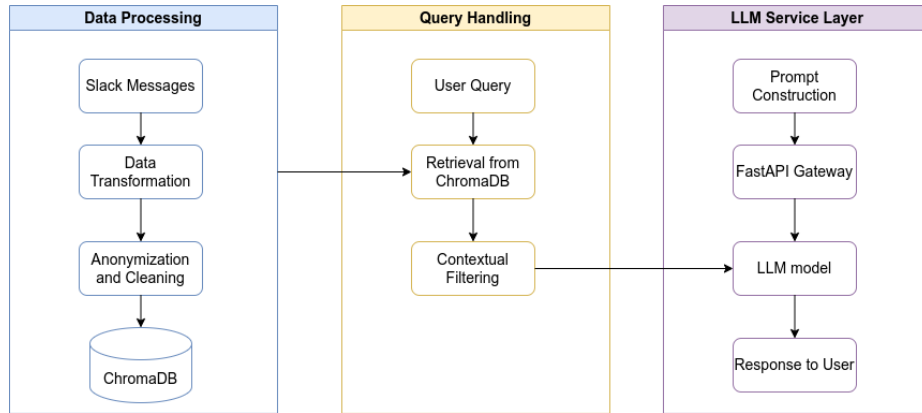 Data Processing
Slack Messages
Data
Transformation
Anonymization
and Cleaning
ChromaDB
Query Handling
User Query
Retrieval from
ChromaDB
Contextual
Filtering
LLM Service Layer
Prompt
Construction
FastAPI Gateway
LLM model
Response to User